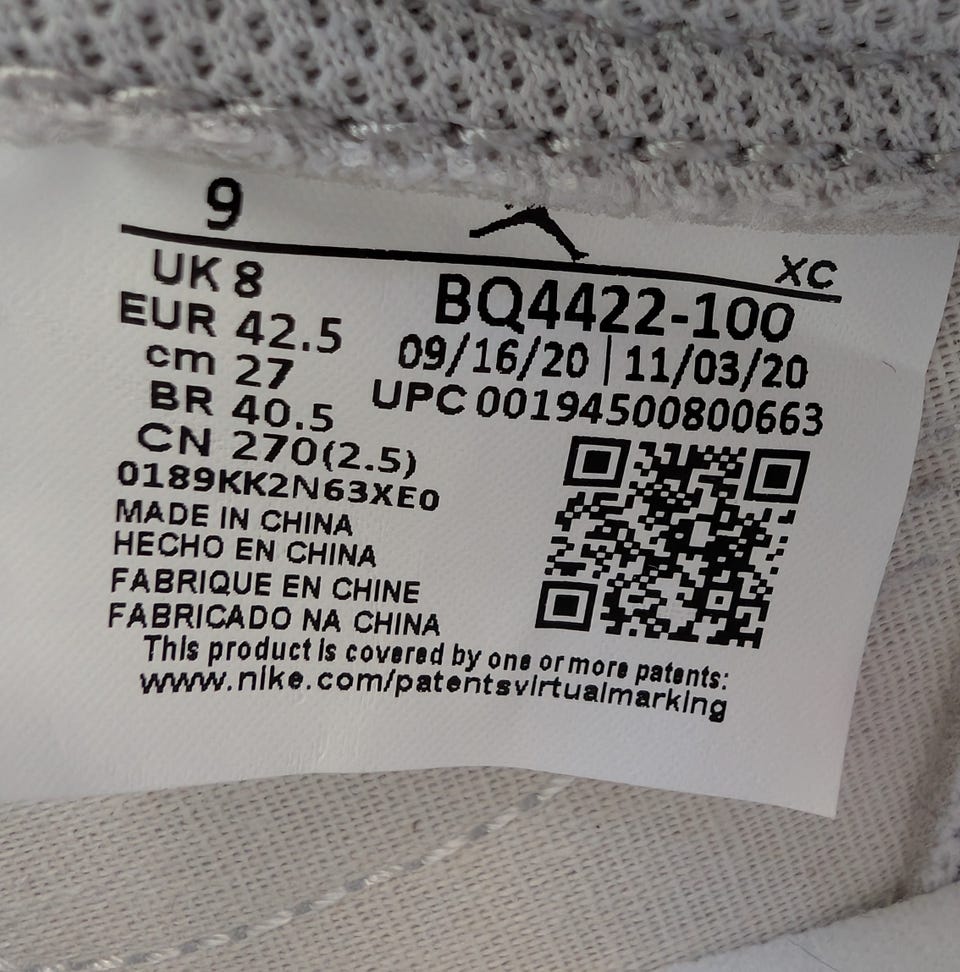 9
XC
UK 8
EUR 42.5
cm 27
BR 40.5
CN 270(2.5)
BQ4422-100
09/16/20 | 11/03/20
UPC 00194500800663
0189KK2N63XE0
MADE IN CHINA
HECHO EN CHINA
FABRIQUE EN CHINE
FABRICADO NA CHINA
This product is covered by one or more patents:
www.nike.com/patentsvirtualmarking